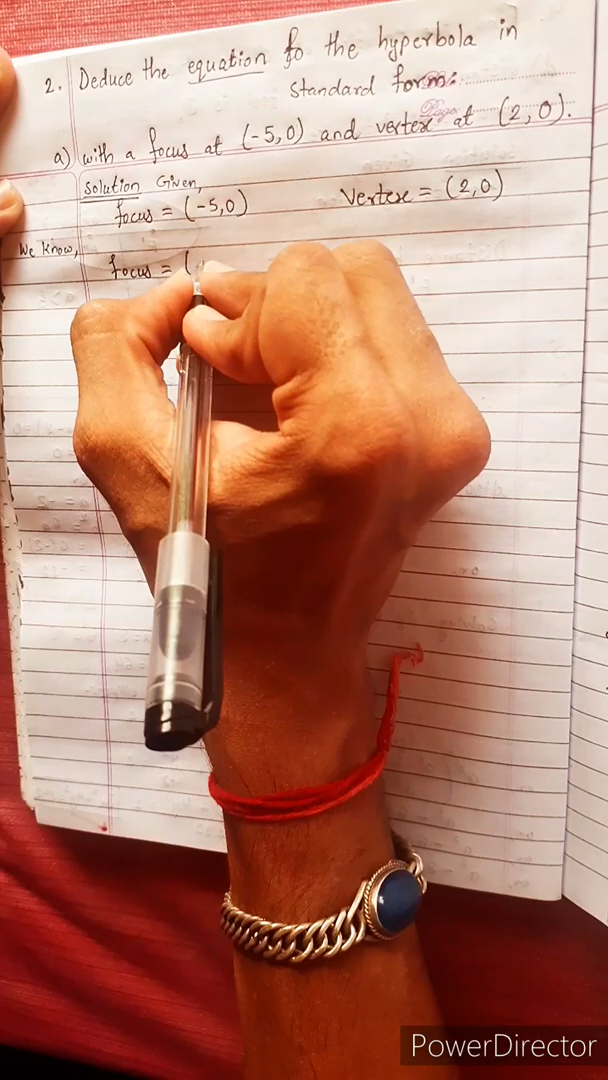 2. Deduce the equation fo the hyperbola in
standard form:
a) with a focus at (-5,0) and vertex at (2,0).
Solution Given,
focus = (-5,0) Vertex = (2,0)
We know,
focus = (
PowerDirector